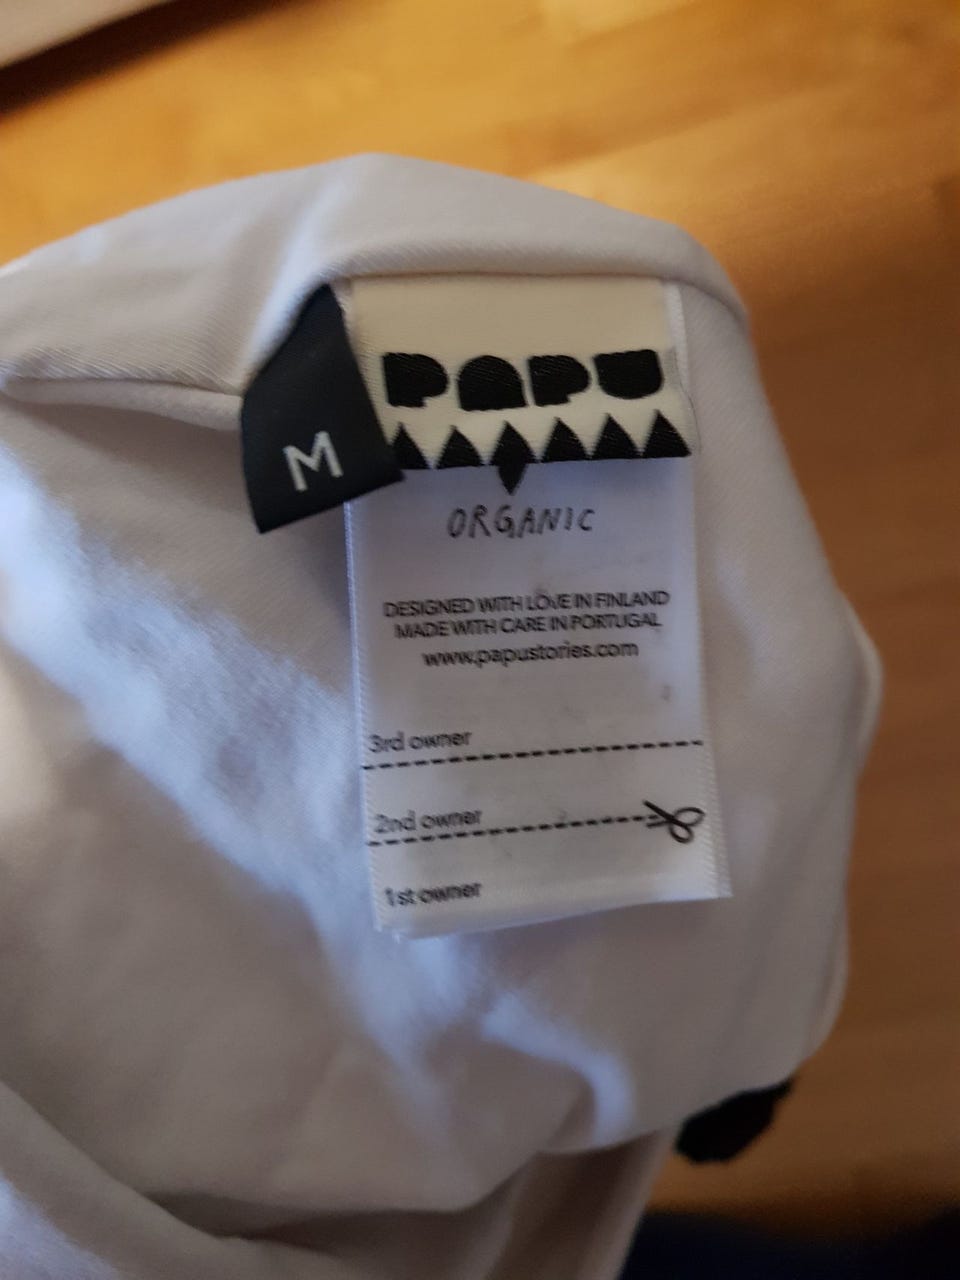 PAPU
M
ORGANIC
DESIGNED WITH LOVE IN FINLAND
MADE WITH CARE IN PORTUGAL
www.papustories.com
3rd owner
2nd owner
1st owner